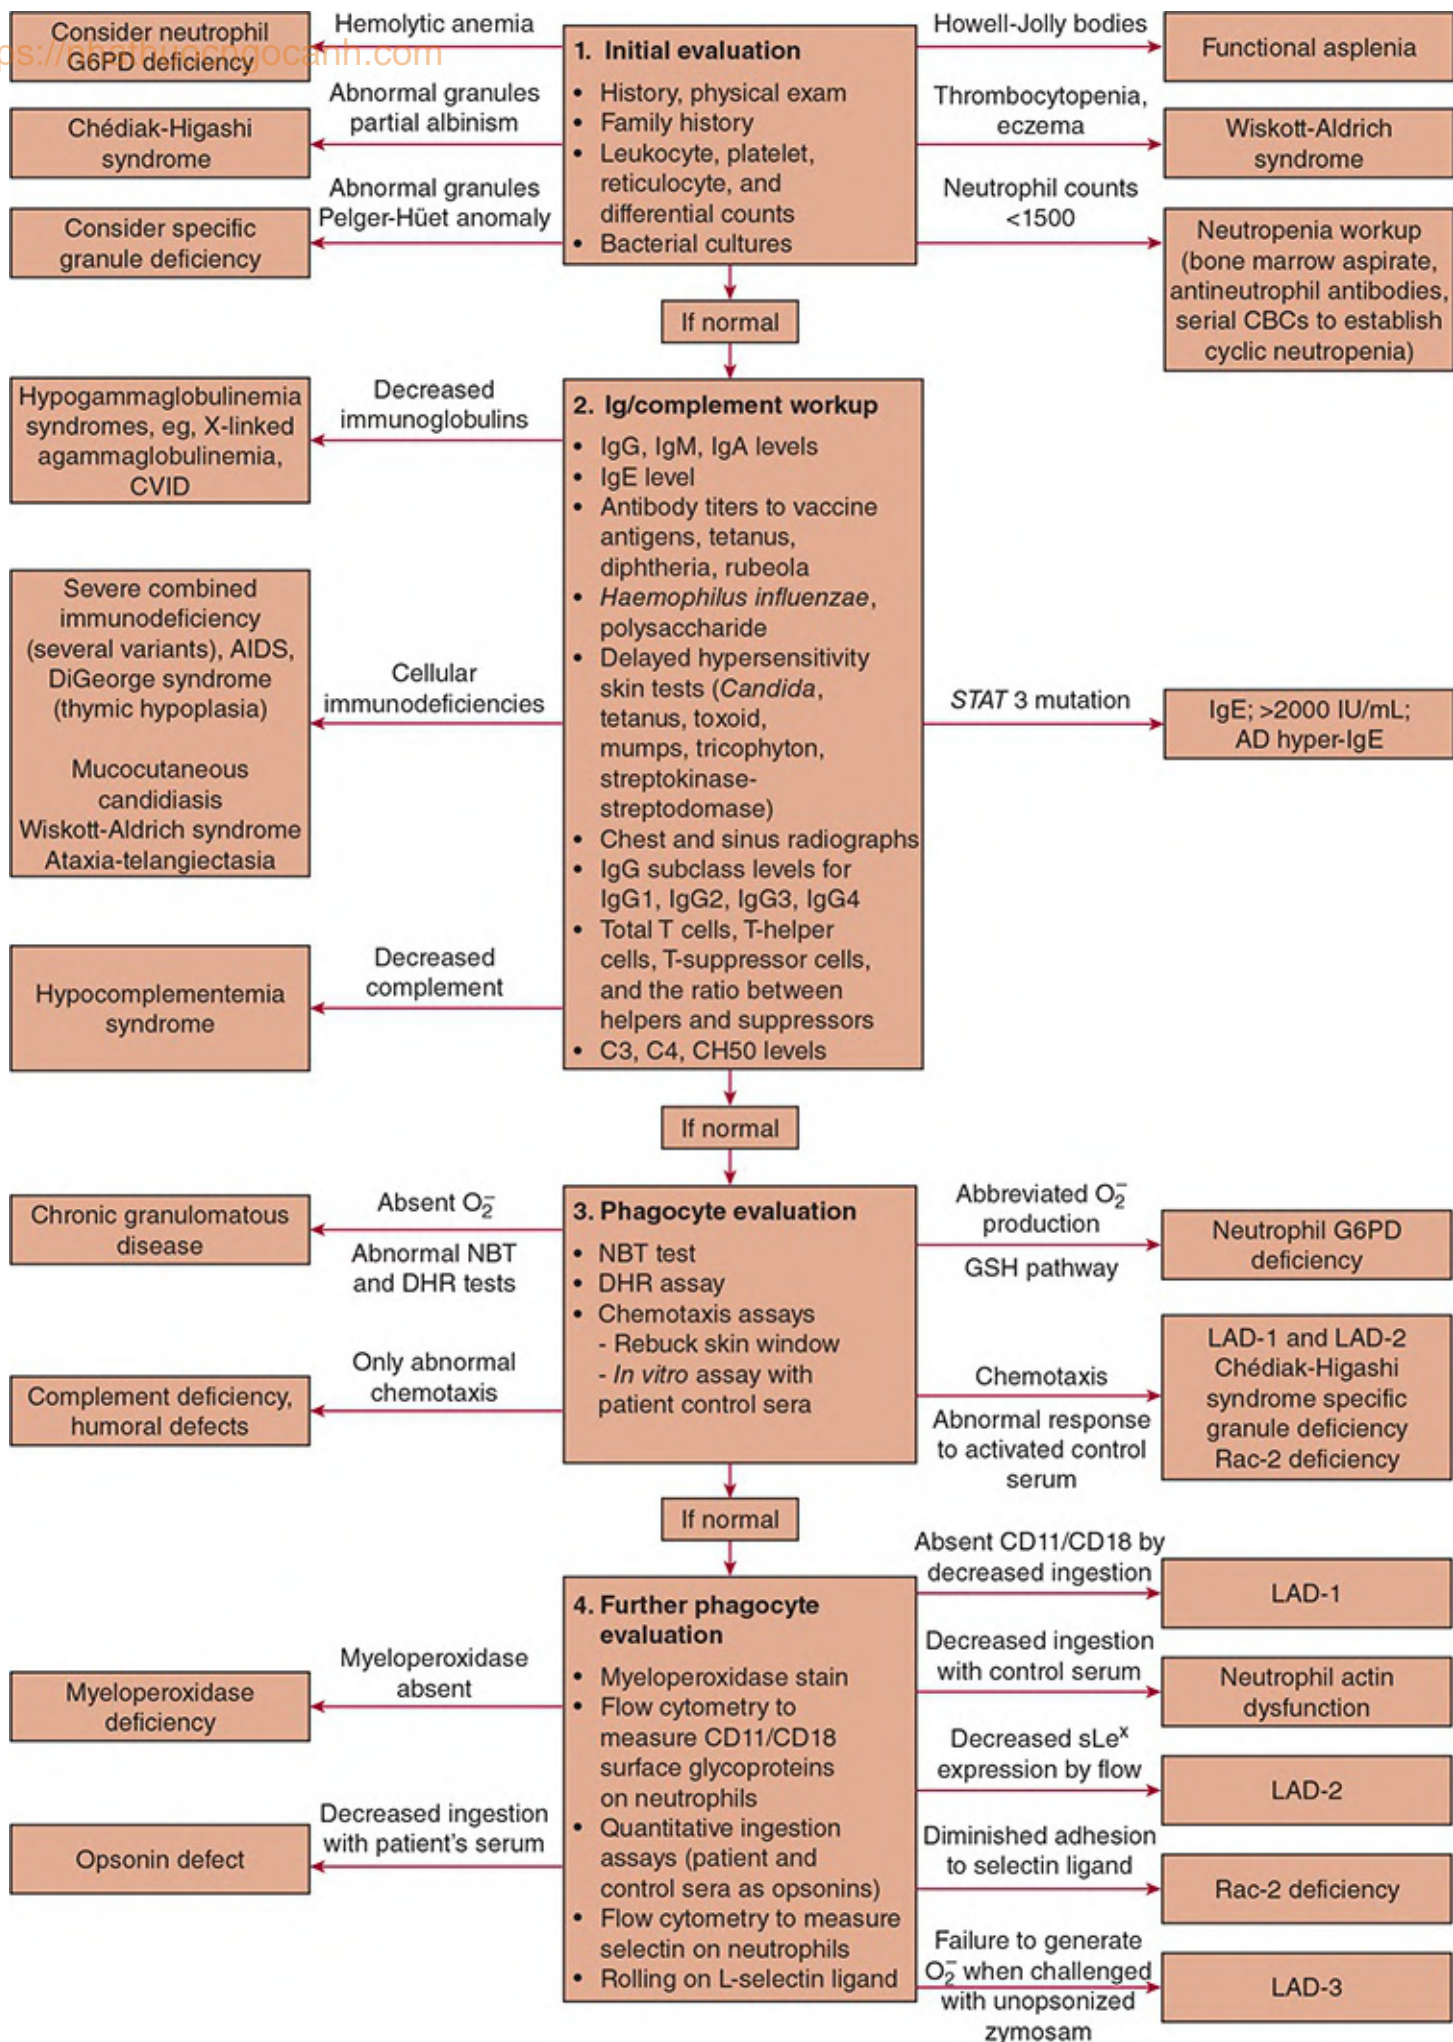 Consider neutrophil
G6PD deficiency
Hemolytic anemia
Chédiak-Higashi
syndrome
Abnormal granules
partial albinism
Consider specific
granule deficiency
Abnormal granules
Pelger-Hüet anomaly
1. Initial evaluation
• History, physical exam
• Family history
• Leukocyte, platelet,
reticulocyte, and
differential counts
• Bacterial cultures
Howell-Jolly bodies
Functional asplenia
Thrombocytopenia,
eczema
Wiskott-Aldrich
syndrome
Neutrophil counts
<1500
Neutropenia workup
(bone marrow aspirate,
antineutrophil antibodies,
serial CBCs to establish
cyclic neutropenia)
If normal
Hypogammaglobulinemia
syndromes, eg, X-linked
agammaglobulinemia,
CVID
Decreased
immunoglobulins
Severe combined
immunodeficiency
(several variants), AIDS,
DiGeorge syndrome
(thymic hypoplasia)
Mucocutaneous
candidiasis
Wiskott-Aldrich syndrome
Ataxia-telangiectasia
Cellular
immunodeficiencies
Hypocomplementemia
syndrome
Decreased
complement
2. Ig/complement workup
• IgG, IgM, IgA levels
• IgE level
• Antibody titers to vaccine
antigens, tetanus,
diphtheria, rubeola
• Haemophilus influenzae,
polysaccharide
• Delayed hypersensitivity
skin tests (Candida,
tetanus, toxoid,
mumps, tricophyton,
streptokinase-
streptodomase)
• Chest and sinus radiographs
• IgG subclass levels for
IgG1, IgG2, IgG3, IgG4
• Total T cells, T-helper
cells, T-suppressor cells,
and the ratio between
helpers and suppressors
• C3, C4, CH50 levels
STAT 3 mutation
IgE; >2000 IU/mL;
AD hyper-IgE
If normal
Chronic granulomatous
disease
Absent O₂⁻
Abnormal NBT
and DHR tests
Complement deficiency,
humoral defects
Only abnormal
chemotaxis
3. Phagocyte evaluation
• NBT test
• DHR assay
• Chemotaxis assays
- Rebuck skin window
- In vitro assay with
patient control sera
Abbreviated O₂⁻
production
GSH pathway
Neutrophil G6PD
deficiency
Chemotaxis
Abnormal response
to activated control
serum
LAD-1 and LAD-2
Chédiak-Higashi
syndrome specific
granule deficiency
Rac-2 deficiency
If normal
Myeloperoxidase
deficiency
Myeloperoxidase
absent
Opsonin defect
Decreased ingestion
with patient's serum
4. Further phagocyte
evaluation
• Myeloperoxidase stain
• Flow cytometry to
measure CD11/CD18
surface glycoproteins
on neutrophils
• Quantitative ingestion
assays (patient and
control sera as opsonins)
• Flow cytometry to measure
selectin on neutrophils
• Rolling on L-selectin ligand
Absent CD11/CD18 by
decreased ingestion
LAD-1
Decreased ingestion
with control serum
Neutrophil actin
dysfunction
Decreased sLeˣ
expression by flow
LAD-2
Diminished adhesion
to selectin ligand
Rac-2 deficiency
Failure to generate
O₂⁻ when challenged
with unopsonized
zymosam
LAD-3